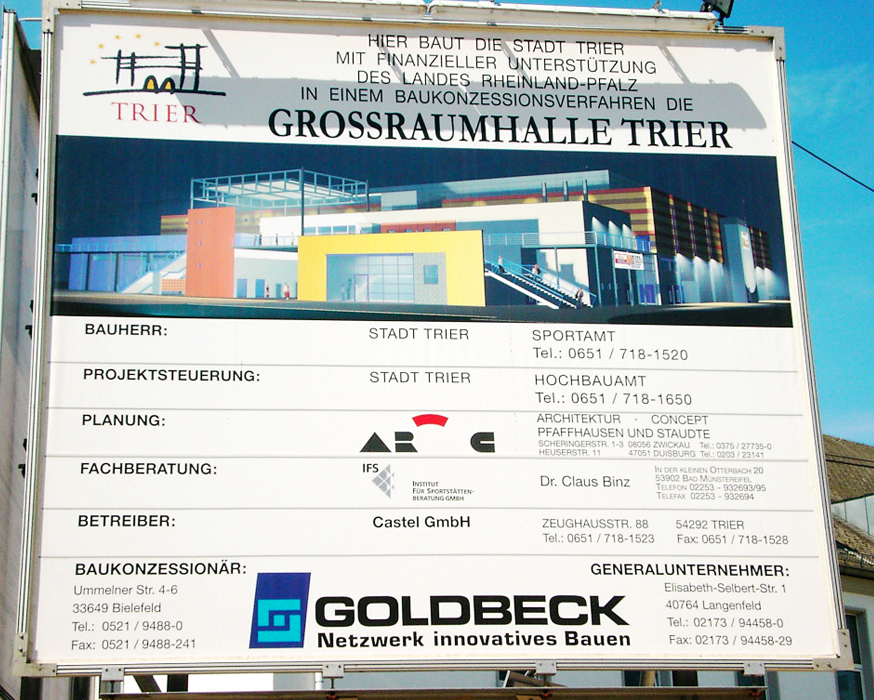 HIER BAUT DIE STADT TRIER
MIT FINANZIELLER UNTERSTÜTZUNG
DES LANDES RHEINLAND-PFALZ
IN EINEM BAUKONZESSIONSVERFAHREN DIE
GROSSRAUMHALLE TRIER
TRIER
BAUHERR: STADT TRIER SPORTAMT
Tel.: 0651 / 718-1520
PROJEKTSTEUERUNG: STADT TRIER HOCHBAUAMT
Tel.: 0651 / 718-1650
PLANUNG: ARCHITEKTUR · CONCEPT
PFAFFHAUSEN UND STAUDTE
SCHERINGERSTR. 1-3 08056 ZWICKAU Tel.: 0375 / 27735-0
HEUSERSTR. 11 47051 DUISBURG Tel.: 0203 / 23141
FACHBERATUNG: IFS
INSTITUT
FÜR SPORTSTÄTTEN-
BERATUNG GMBH
Dr. Claus Binz
IN DER KLEINEN OTTERBACH 20
53902 BAD MÜNSTEREIFEL
TELEFON 02253 - 932693/95
TELEFAX 02253 - 932694
BETREIBER: Castel GmbH ZEUGHAUSSTR. 88 54292 TRIER
Tel.: 0651 / 718-1523 Fax: 0651 / 718-1528
BAUKONZESSIONÄR:
Ummelner Str. 4-6
33649 Bielefeld
Tel.: 0521 / 9488-0
Fax: 0521 / 9488-241
GOLDBECK
Netzwerk innovatives Bauen
GENERALUNTERNEHMER:
Elisabeth-Selbert-Str. 1
40764 Langenfeld
Tel.: 02173 / 94458-0
Fax: 02173 / 94458-29